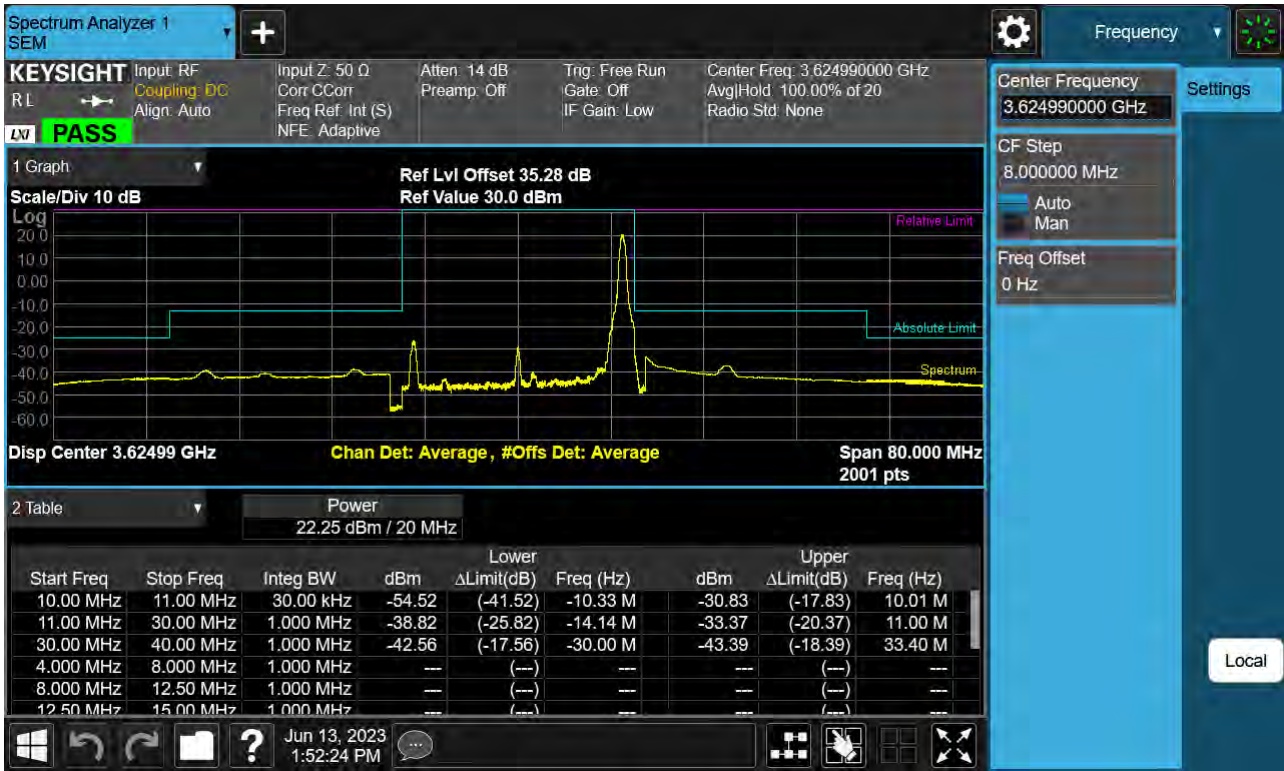 Spectrum Analyzer 1
SEM
+
Frequency
KEYSIGHT
RL
LXI
PASS
Input: RF
Coupling: DC
Align: Auto
Input Z: 50 Ω
Corr CCorr
Freq Ref: Int (S)
NFE: Adaptive
Atten: 14 dB
Preamp: Off
Trig: Free Run
Gate: Off
IF Gain: Low
Center Freq: 3.624990000 GHz
Avg|Hold: 100.00% of 20
Radio Std: None
Center Frequency
3.624990000 GHz
Settings
CF Step
8.000000 MHz
Auto
Man
Freq Offset
0 Hz
1 Graph
Ref Lvl Offset 35.28 dB
Scale/Div 10 dB
Ref Value 30.0 dBm
Log
Relative Limit
20.0
10.0
0.00
-10.0
-20.0
Absolute Limit
-30.0
-40.0
Spectrum
-50.0
-60.0
Disp Center 3.62499 GHz
Chan Det: Average, #Offs Det: Average
Span 80.000 MHz
2001 pts
2 Table
Power
22.25 dBm / 20 MHz
Lower Upper
Start Freq Stop Freq Integ BW dBm ΔLimit(dB) Freq (Hz) dBm ΔLimit(dB) Freq (Hz)
10.00 MHz 11.00 MHz 30.00 kHz -54.52 (-41.52) -10.33 M -30.83 (-17.83) 10.01 M
11.00 MHz 30.00 MHz 1.000 MHz -38.82 (-25.82) -14.14 M -33.37 (-20.37) 11.00 M
30.00 MHz 40.00 MHz 1.000 MHz -42.56 (-17.56) -30.00 M -43.39 (-18.39) 33.40 M
4.000 MHz 8.000 MHz 1.000 MHz --- (---) --- --- (---) ---
8.000 MHz 12.50 MHz 1.000 MHz --- (---) --- --- (---) ---
12.50 MHz 15.00 MHz 1.000 MHz --- (---) --- --- (---) ---
Local
?
Jun 13, 2023
1:52:24 PM